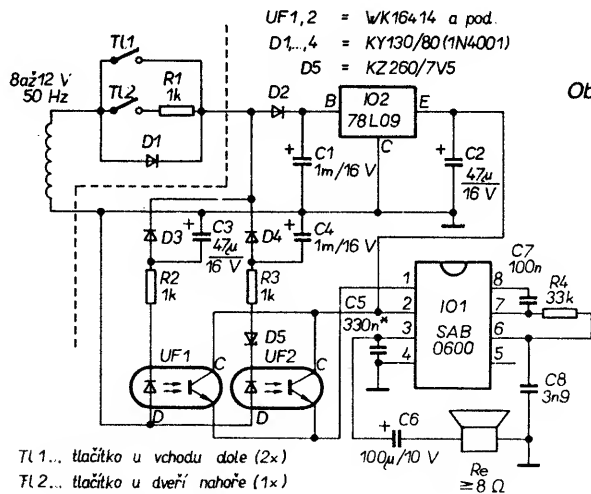 UF1,2 = WK16414 a pod.
D1,...,4 = KY130/80 (1N4001)
D5 = KZ260/7V5
Ob
8až12 V
50 Hz
Tl.1
Tl.2
R1
1k
D1
D2
B
IO2
78L09
E
C
C1
1m/16 V
C2
47µ
16 V
D3
C3
47µ
16 V
D4
C4
1m/16 V
R2
1k
R3
1k
D5
C5
330n*
1
2
3
4
IO1
SAB
0600
8
7
6
5
C7
100n
R4
33k
C8
3n9
UF1
C
D
UF2
C
D
C6
100µ/10 V
Re
≥8 Ω
Tl.1... tlačítko u vchodu dole (2×)
Tl.2... tlačítko u dveří nahoře (1×)